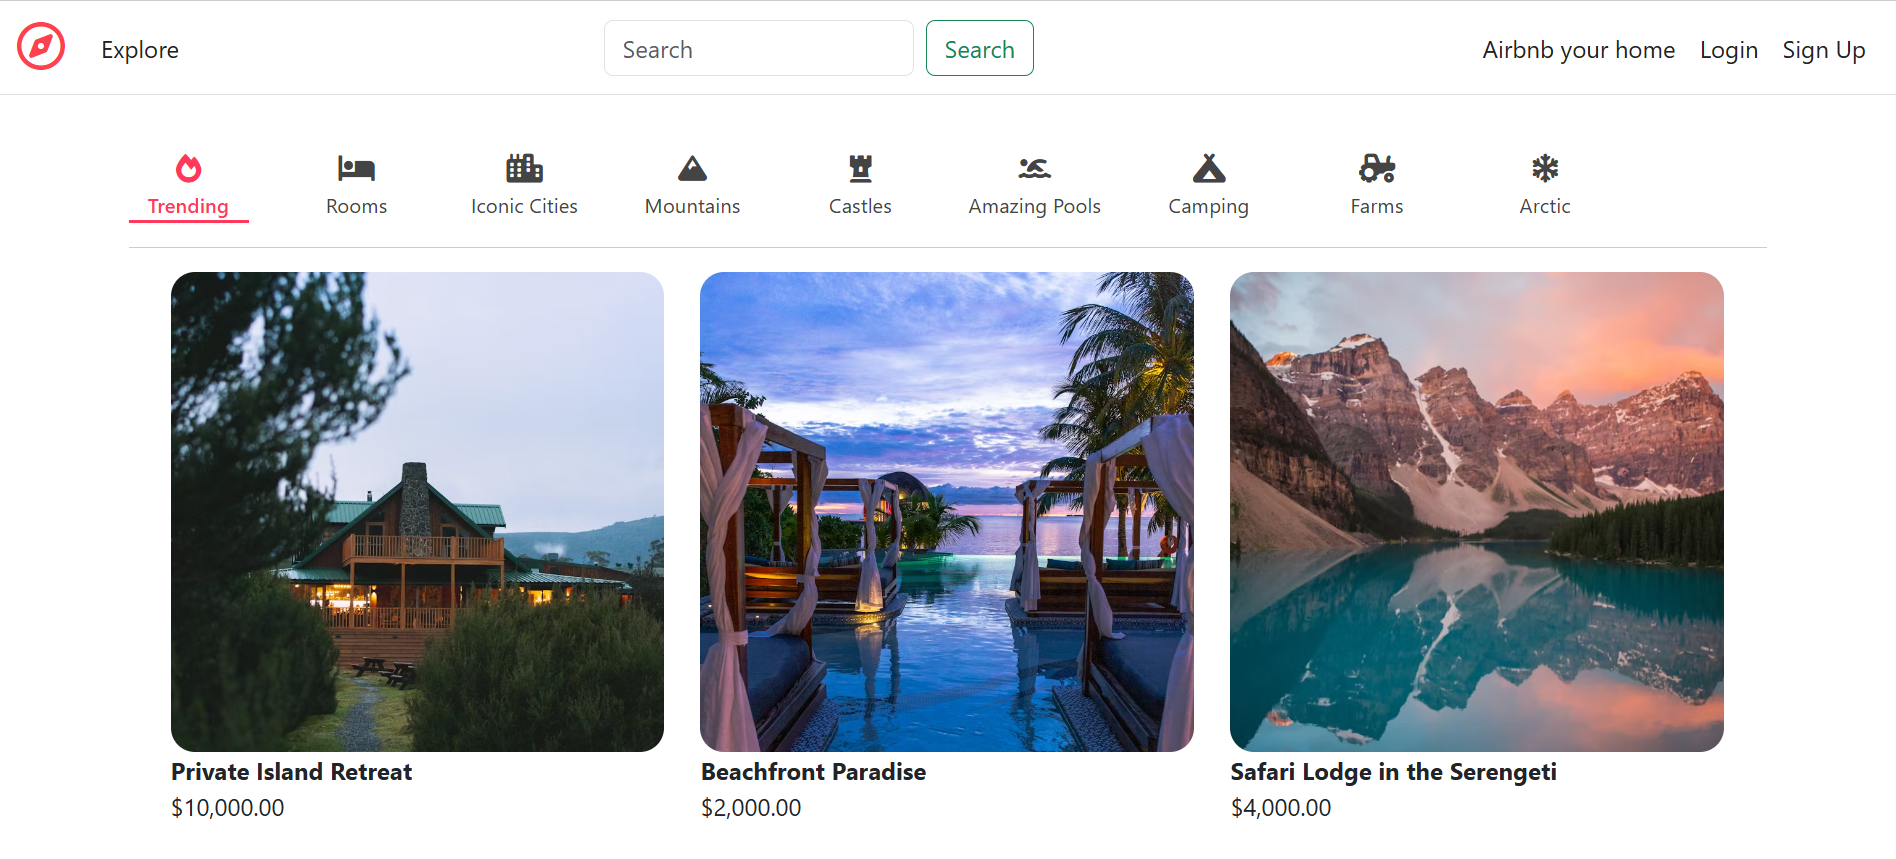 Explore
Search
Search
Airbnb your home
Login
Sign Up
Trending
Rooms
Iconic Cities
Mountains
Castles
Amazing Pools
Camping
Farms
Arctic
Private Island Retreat
$10,000.00
Beachfront Paradise
$2,000.00
Safari Lodge in the Serengeti
$4,000.00